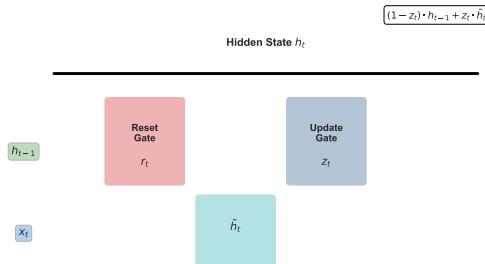 (1 − z_t) • h_{t−1} + z_t • h̃_t
Hidden State h_t
Reset
Gate
r_t
Update
Gate
z_t
h_{t−1}
h̃_t
x_t